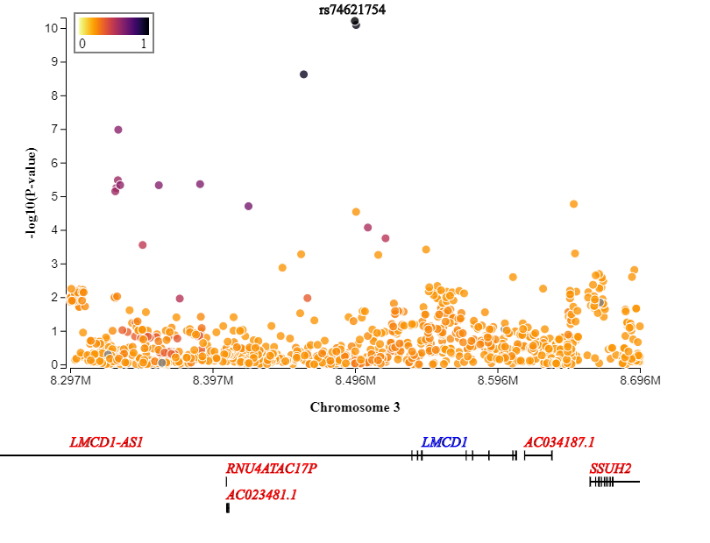 rs74621754
0 1
10
9
8
7
6
5
4
3
2
1
0
-log10(P-value)
8.297M 8.397M 8.496M 8.596M 8.696M
Chromosome 3
LMCD1-AS1 LMCD1 AC034187.1
RNU4ATAC17P SSUH2
AC023481.1